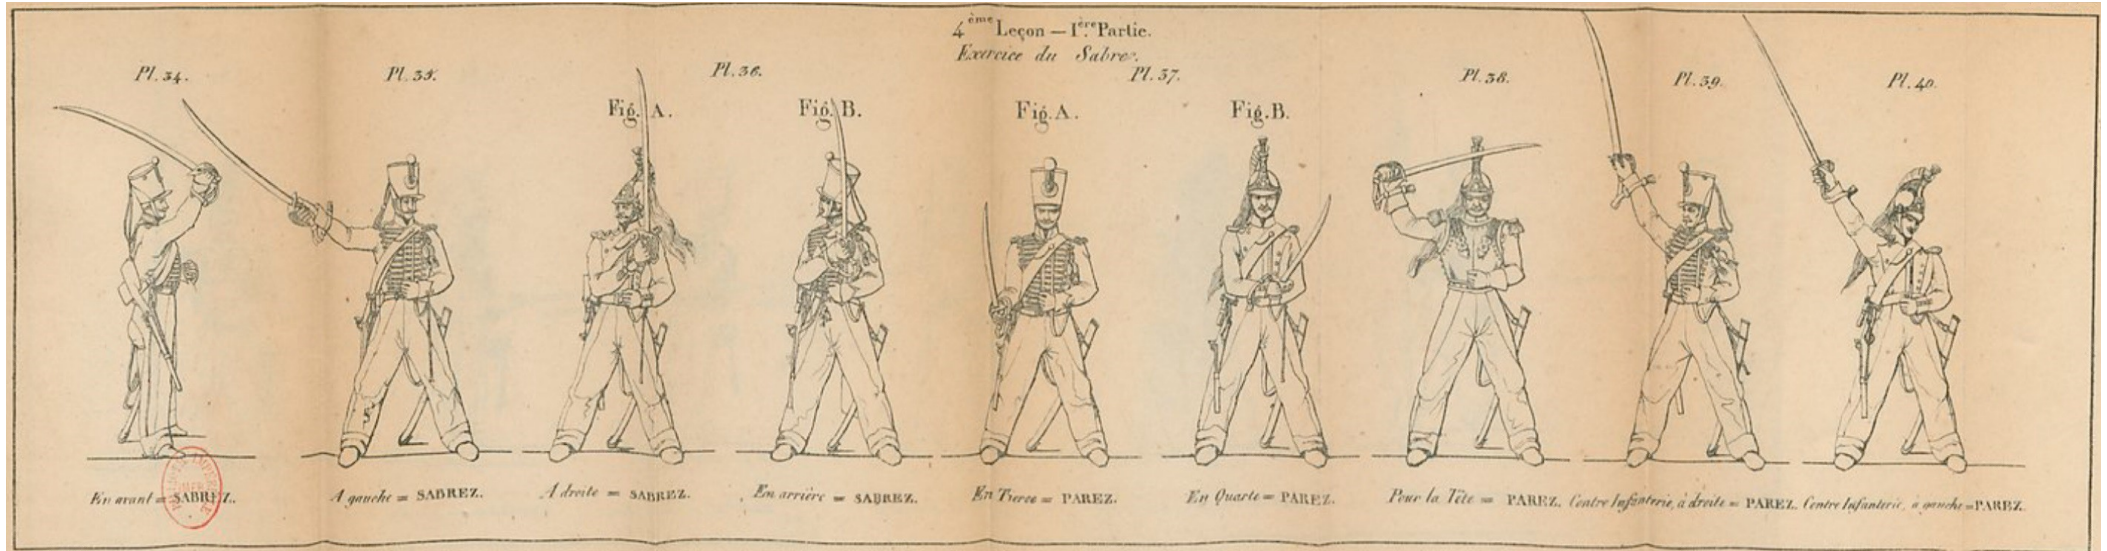 4ème Leçon — Ière Partie.
Exercice du Sabre.
Pl. 34.
Pl. 35.
Pl. 36.
Pl. 37.
Pl. 38.
Pl. 39.
Pl. 40.
Fig. A.
Fig. B.
Fig. A.
Fig. B.
En avant = SABREZ.
A gauche = SABREZ.
A droite = SABREZ.
En arrière = SABREZ.
En Tierce = PAREZ.
En Quarte = PAREZ.
Pour la Tête = PAREZ.
Contre Infanterie, à droite = PAREZ.
Contre Infanterie, à gauche = PAREZ.